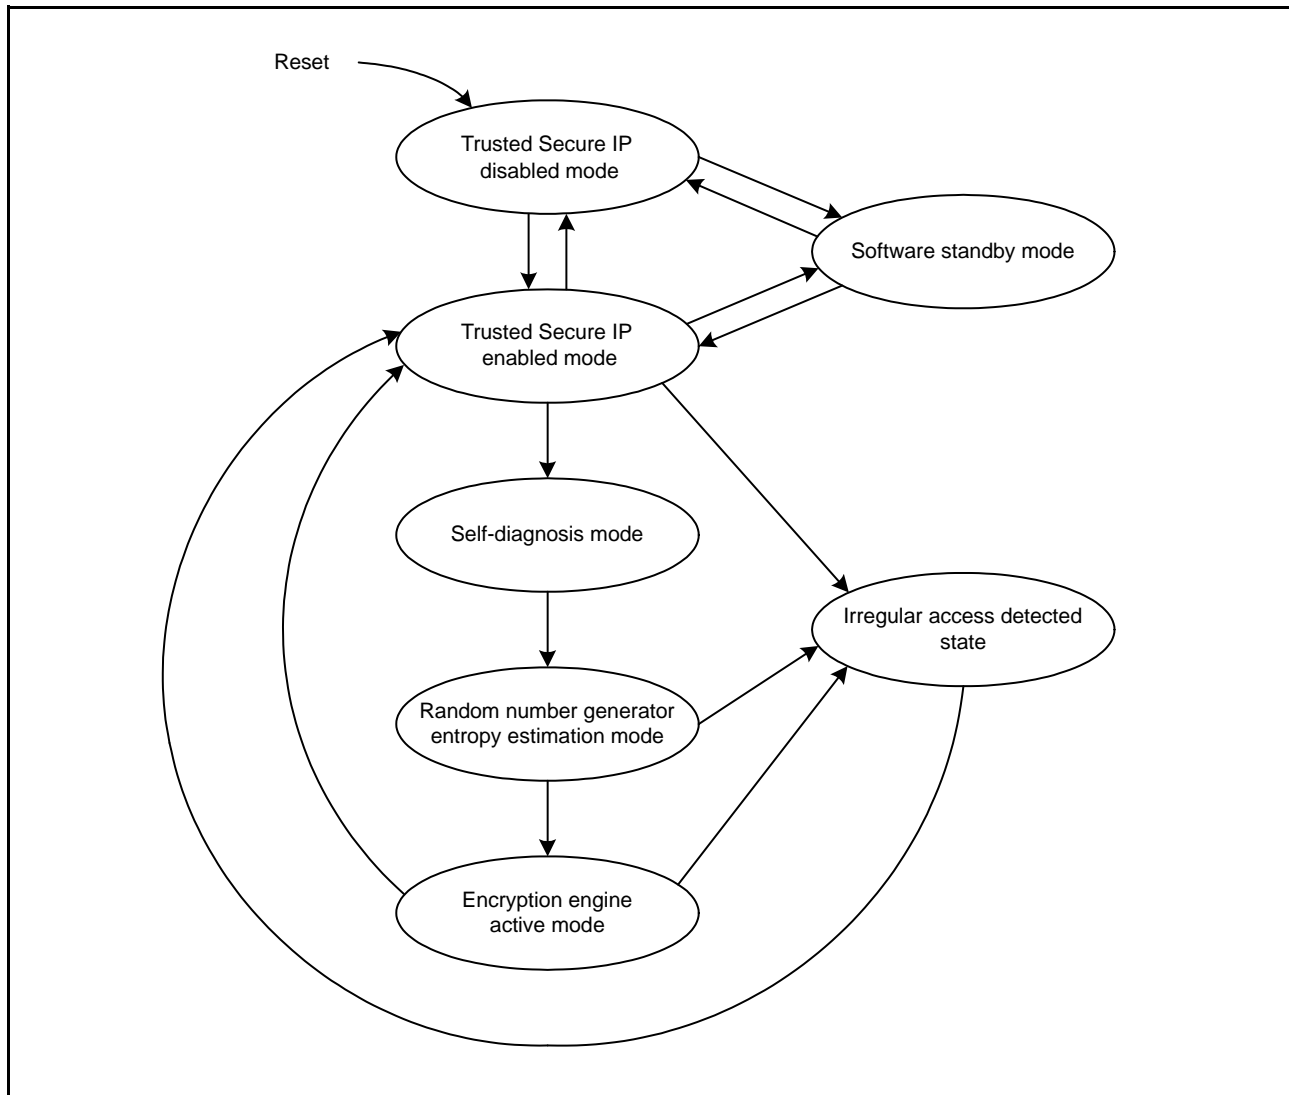 Reset
Trusted Secure IP
disabled mode
Software standby mode
Trusted Secure IP
enabled mode
Self-diagnosis mode
Irregular access detected
state
Random number generator
entropy estimation mode
Encryption engine
active mode